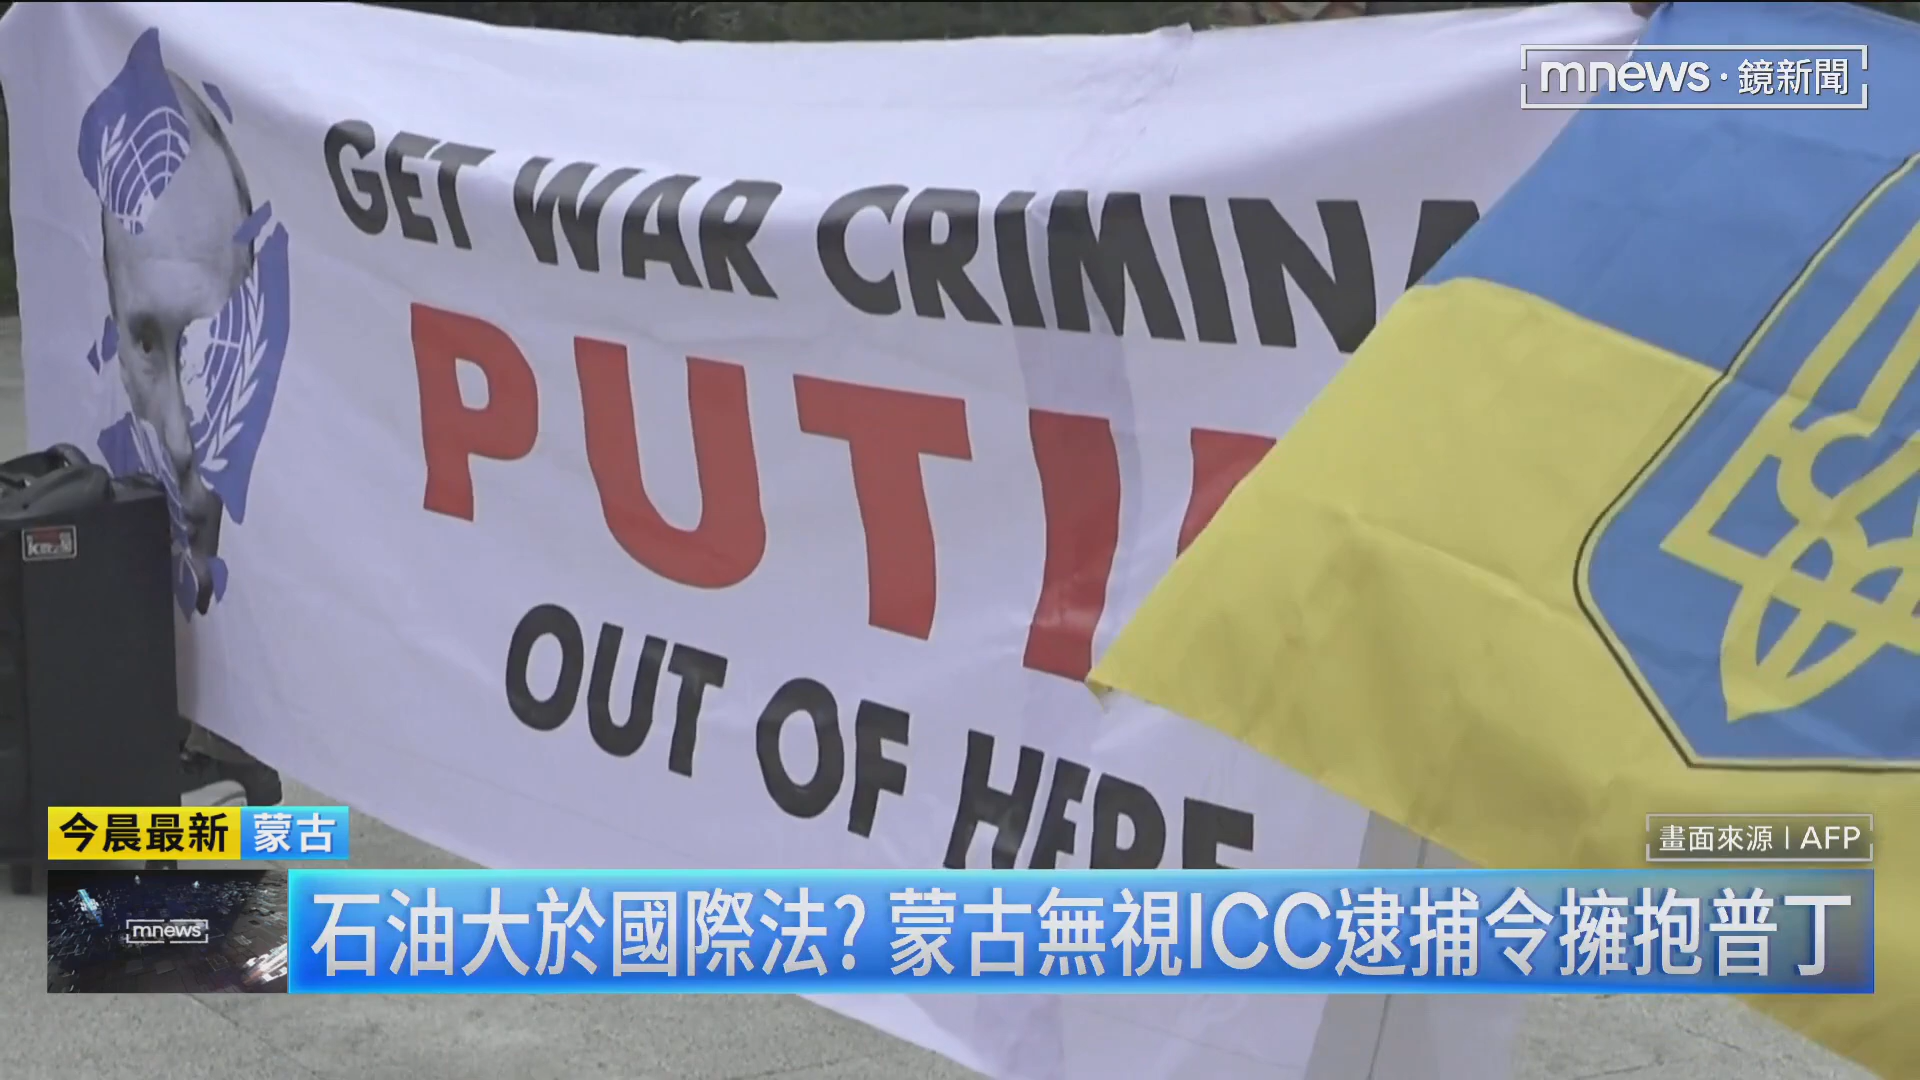 mnews·鏡新聞
GET WAR CRIMINA
PUTI
OUT OF HERE
今晨最新 蒙古
畫面來源 | AFP
mnews
石油大於國際法? 蒙古無視ICC逮捕令擁抱普丁